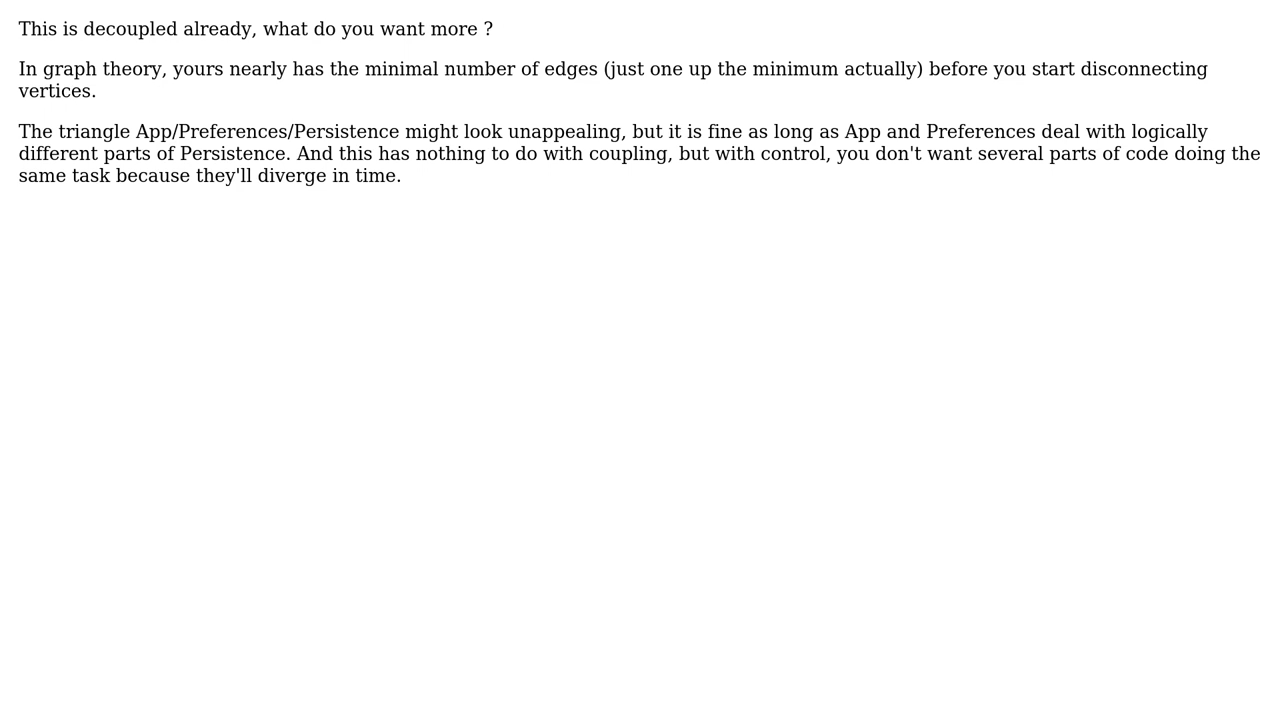 This is decoupled already, what do you want more ?
In graph theory, yours nearly has the minimal number of edges (just one up the minimum actually) before you start disconnecting
vertices.
The triangle App/Preferences/Persistence might look unappealing, but it is fine as long as App and Preferences deal with logically
different parts of Persistence. And this has nothing to do with coupling, but with control, you don't want several parts of code doing the
same task because they'll diverge in time.